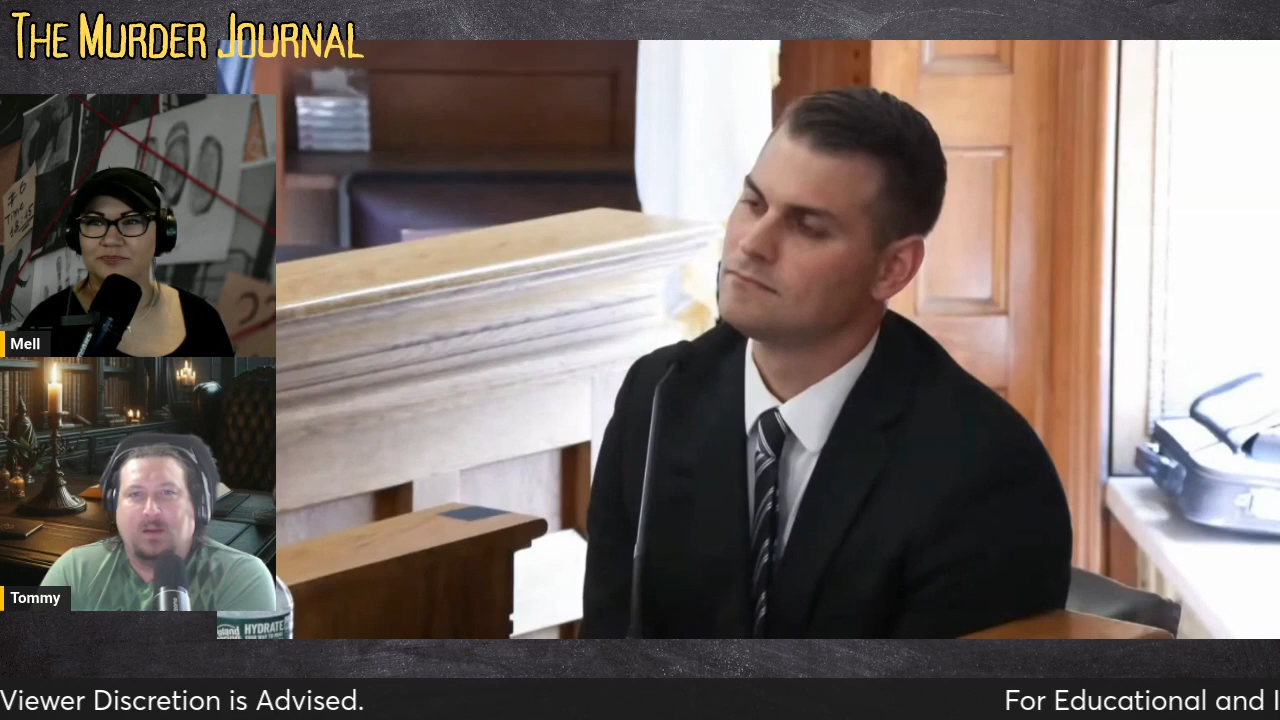 THE MURDER JOURNAL
Mell
Tommy
HYDRATE
Viewer Discretion is Advised.
For Educational and I